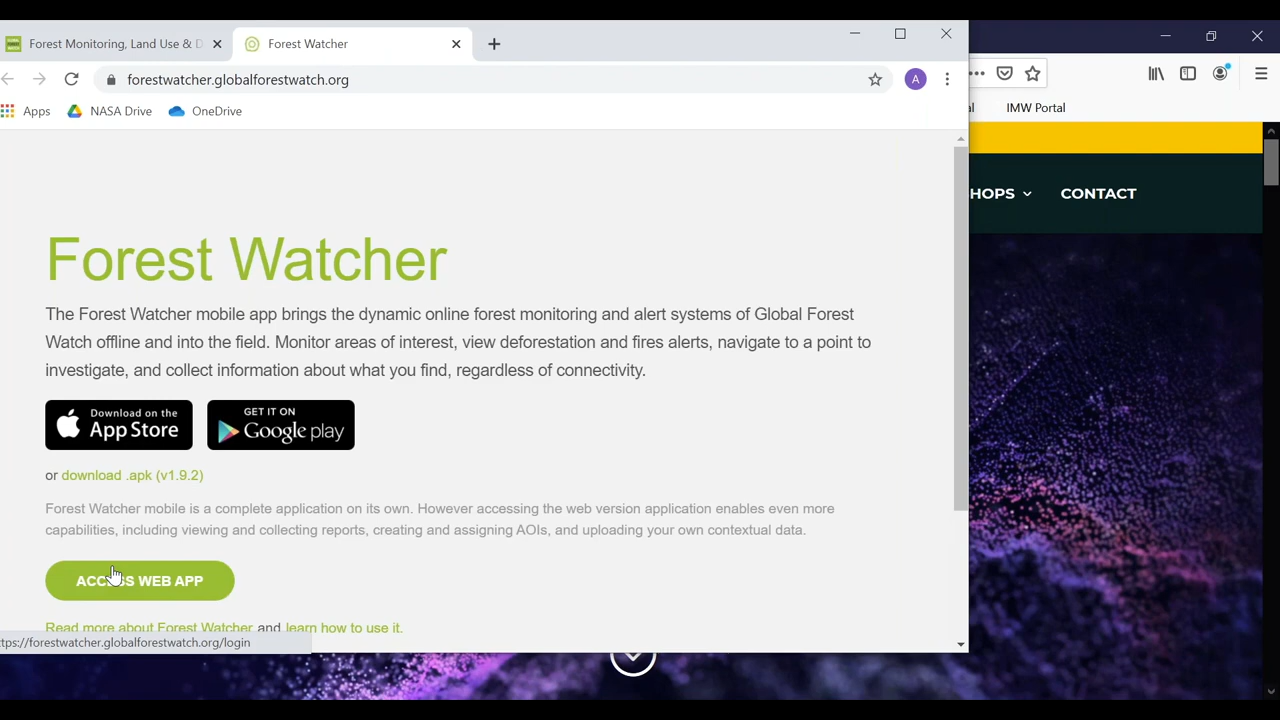 Forest Monitoring, Land Use & D
Forest Watcher
forestwatcher.globalforestwatch.org
A
Apps
NASA Drive
OneDrive
al
IMW Portal
HOPS
CONTACT
Forest Watcher
The Forest Watcher mobile app brings the dynamic online forest monitoring and alert systems of Global Forest
Watch offline and into the field. Monitor areas of interest, view deforestation and fires alerts, navigate to a point to
investigate, and collect information about what you find, regardless of connectivity.
Download on the
App Store
GET IT ON
Google play
or download .apk (v1.9.2)
Forest Watcher mobile is a complete application on its own. However accessing the web version application enables even more
capabilities, including viewing and collecting reports, creating and assigning AOIs, and uploading your own contextual data.
ACCESS WEB APP
Read more about Forest Watcher and learn how to use it.
tps://forestwatcher.globalforestwatch.org/login